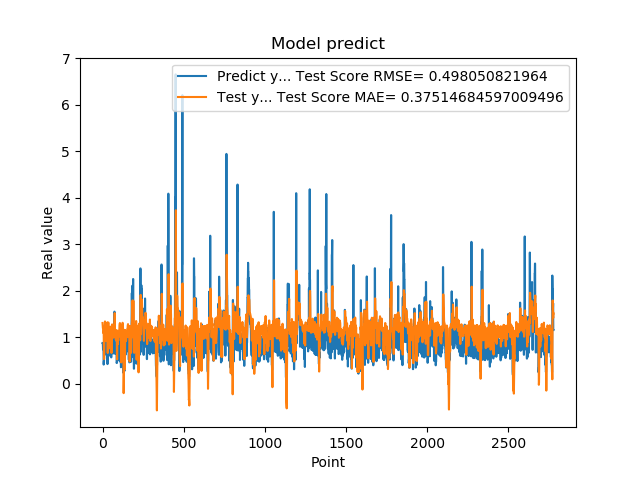 Model predict
Predict y... Test Score RMSE= 0.498050821964
Test y... Test Score MAE= 0.37514684597009496
Real value
7
6
5
4
3
2
1
0
0 500 1000 1500 2000 2500
Point